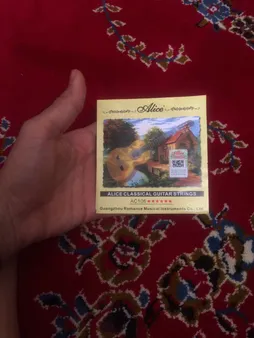 Alice
ALICE CLASSICAL GUITAR STRINGS
AC106★★★★★★
Guangzhou Romance Musical Instruments Co., Ltd.